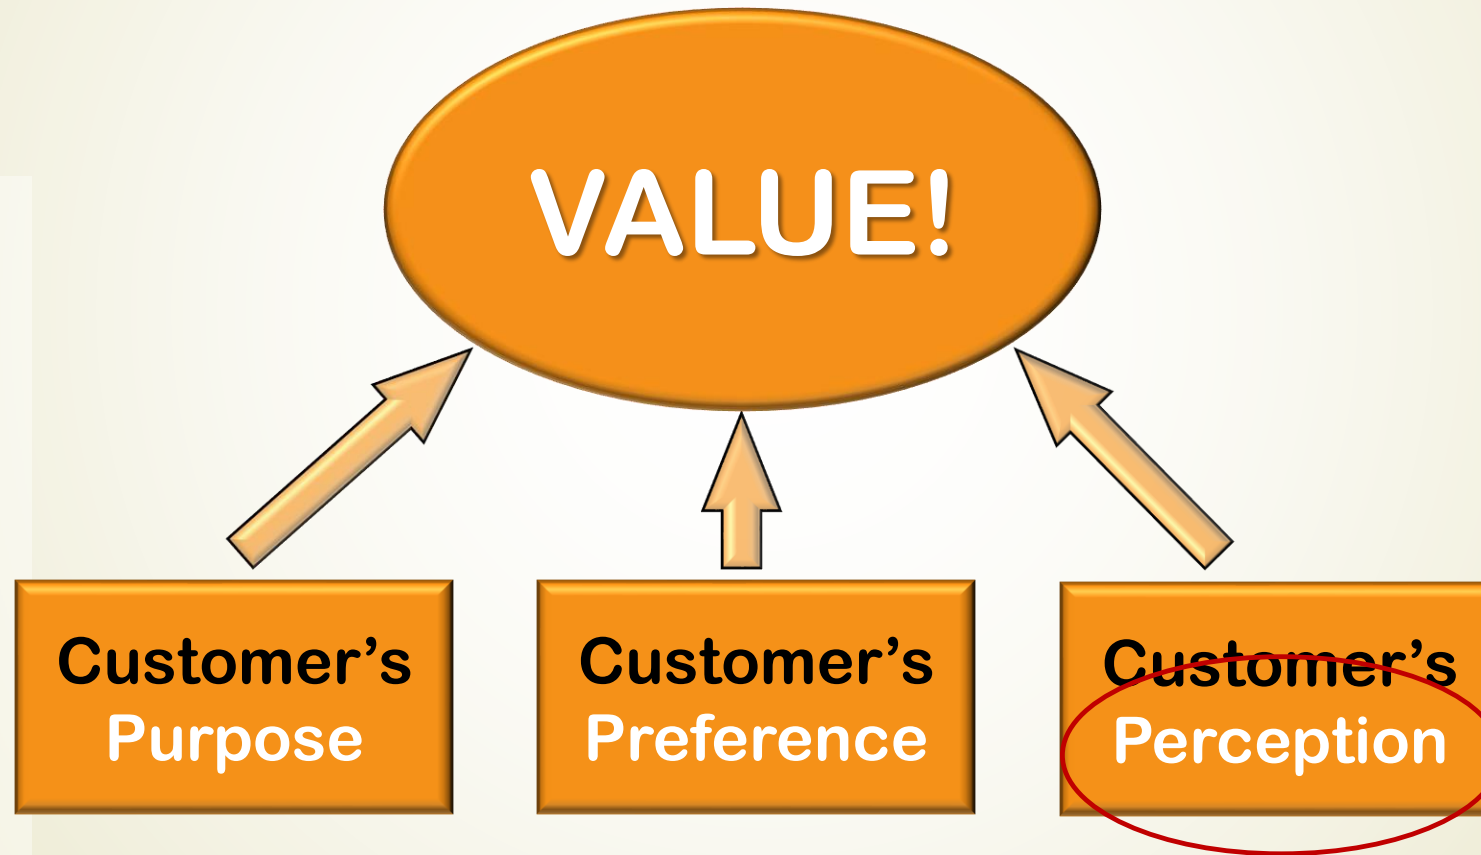 VALUE!
Customer’s
Purpose
Customer’s
Preference
Customer’s
Perception